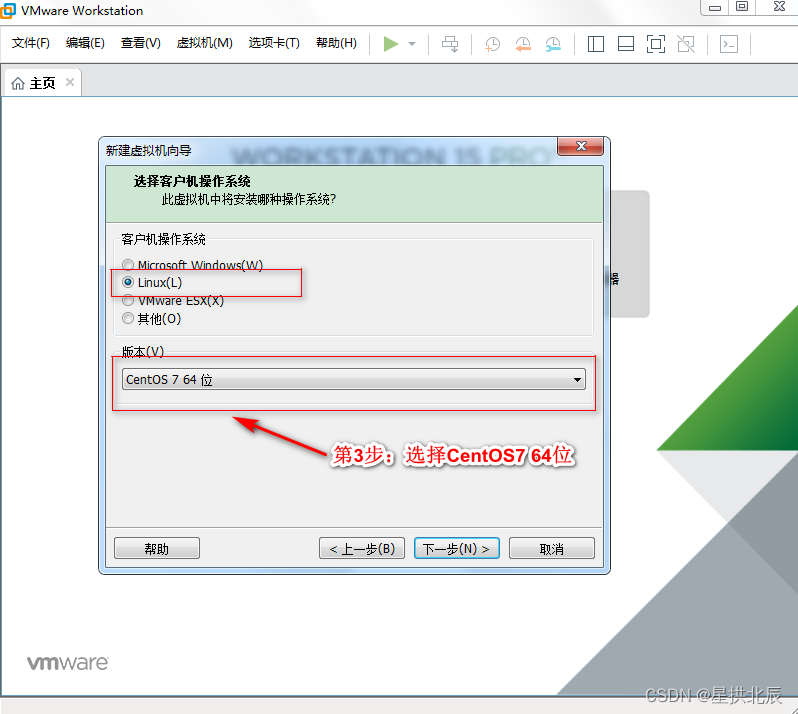 VMware Workstation
文件(F) 编辑(E) 查看(V) 虚拟机(M) 选项卡(T) 帮助(H)
主页
WORKSTATION 15 PRO
新建虚拟机向导
选择客户机操作系统
此虚拟机中将安装哪种操作系统?
客户机操作系统
Microsoft Windows(W)
Linux(L)
VMware ESX(X)
其他(O)
器
版本(V)
CentOS 7 64 位
第3步：选择CentOS7 64位
帮助
< 上一步(B)
下一步(N) >
取消
vmware
CSDN @星拱北辰